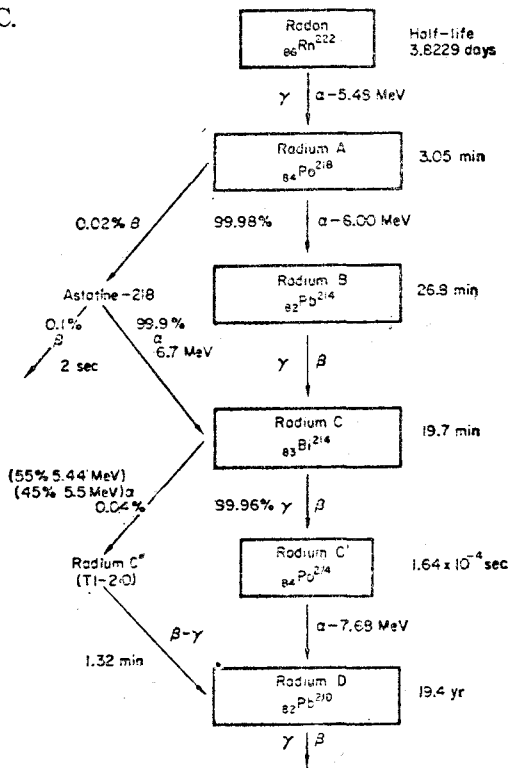 C.
Radon
86Rn222
Half-life
3.8229 days
γ α-5.48 MeV
Radium A
84Po218
3.05 min
0.02% β
99.98% α-6.00 MeV
Radium B
82Pb214
26.8 min
Astatine-218
0.1%
β
2 sec
99.9%
α
6.7 MeV
γ β
Radium C
83Bi214
19.7 min
(55% 5.44 MeV)
(45% 5.5 MeV)α
0.04%
99.96% γ β
Radium C"
(Tl-210)
Radium C'
84Po214
1.64 x 10-4 sec
β-γ
1.32 min
α-7.68 MeV
Radium D
82Pb210
19.4 yr
γ β